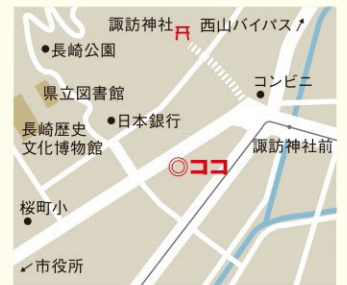 諏訪神社
西山バイパス↗
●長崎公園
コンビニ
県立図書館
●日本銀行
長崎歴史
文化博物館
諏訪神社前
◎ココ
桜町小
↙市役所